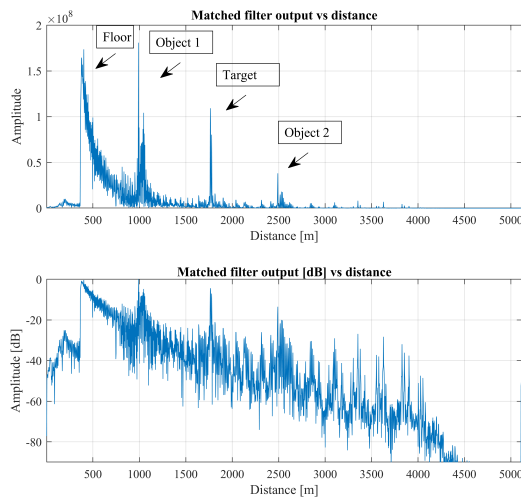 Matched filter output vs distance
×10⁸
2
1.5
1
0.5
0
Amplitude
Floor
Object 1
Target
Object 2
500 1000 1500 2000 2500 3000 3500 4000 4500 5000
Distance [m]
Matched filter output [dB] vs distance
0
-20
-40
-60
-80
Amplitude [dB]
500 1000 1500 2000 2500 3000 3500 4000 4500 5000
Distance [m]